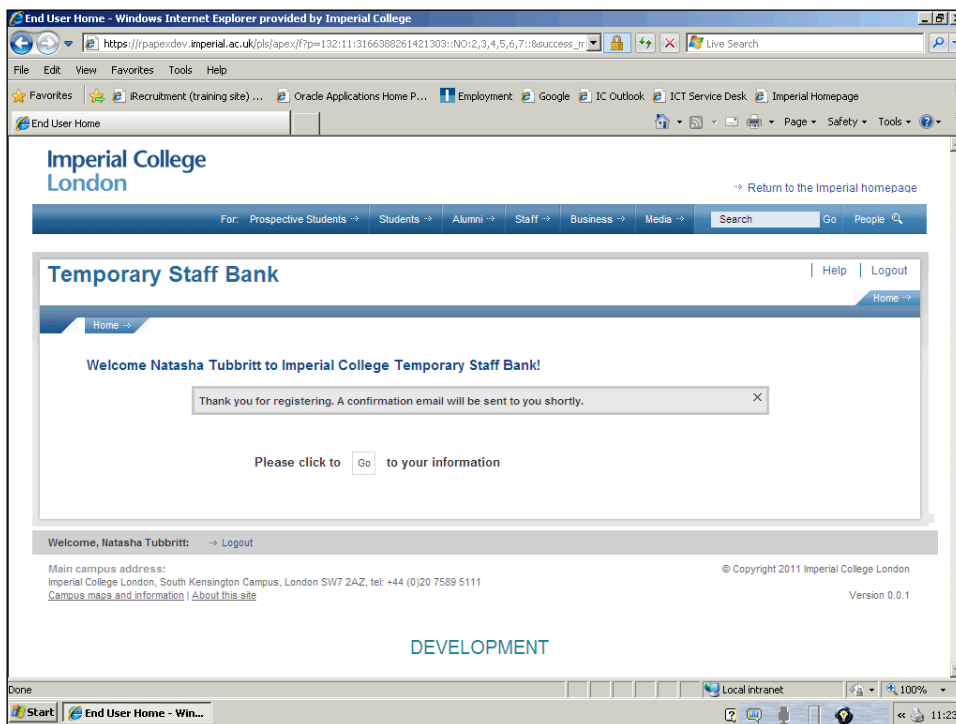 End User Home - Windows Internet Explorer provided by Imperial College
https://rpapexdev.imperial.ac.uk/pls/apex/f?p=132:11:3166388261421303::NO:2,3,4,5,6,7::&success_m
Live Search
File Edit View Favorites Tools Help
Favorites iRecruitment (training site) ... Oracle Applications Home P... Employment Google IC Outlook ICT Service Desk Imperial Homepage
End User Home Page Safety Tools
Imperial College
London
Return to the Imperial homepage
For: Prospective Students Students Alumni Staff Business Media Search Go People
Temporary Staff Bank
Help Logout
Home
Home
Welcome Natasha Tubbritt to Imperial College Temporary Staff Bank!
Thank you for registering. A confirmation email will be sent to you shortly.
Please click to Go to your information
Welcome, Natasha Tubbritt: Logout
Main campus address:
© Copyright 2011 Imperial College London
Imperial College London, South Kensington Campus, London SW7 2AZ, tel: +44 (0)20 7589 5111
Campus maps and information | About this site
Version 0.0.1
DEVELOPMENT
Done Local intranet 100%
Start End User Home - Win... 11:23